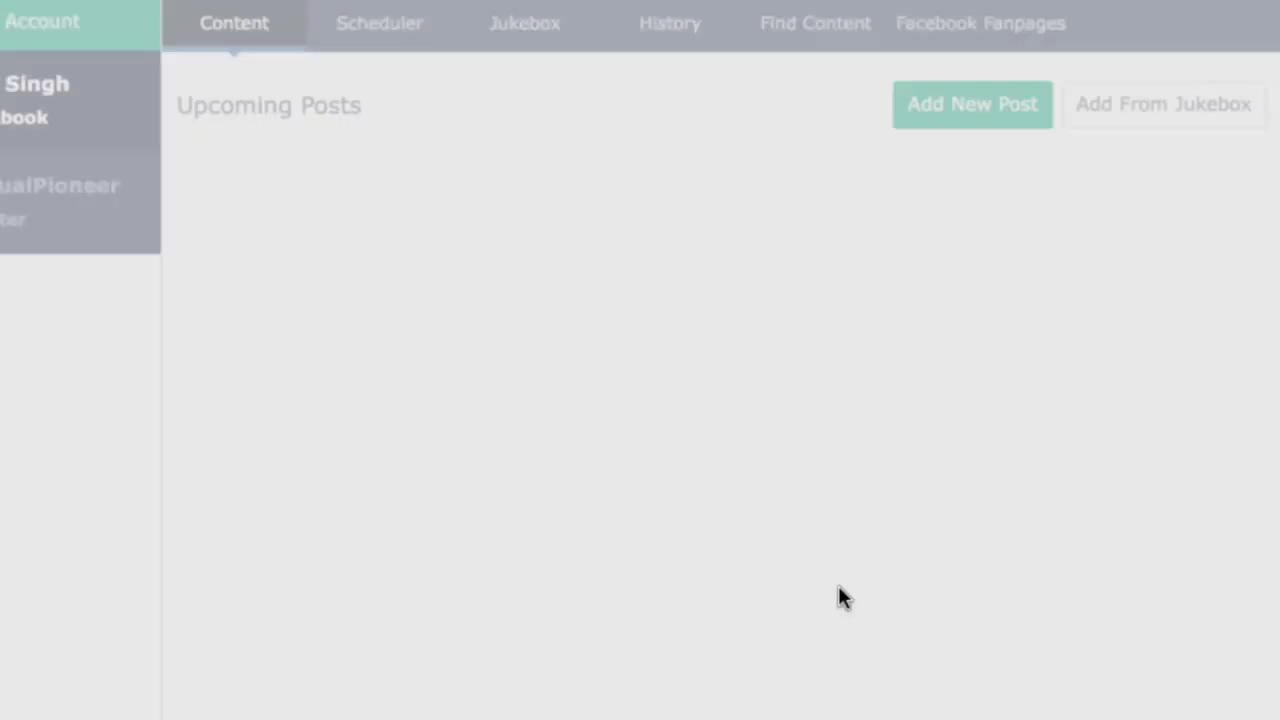 Account
Content
Scheduler
Jukebox
History
Find Content
Facebook Fanpages
Singh
book
ualPioneer
ter
Upcoming Posts
Add New Post
Add From Jukebox